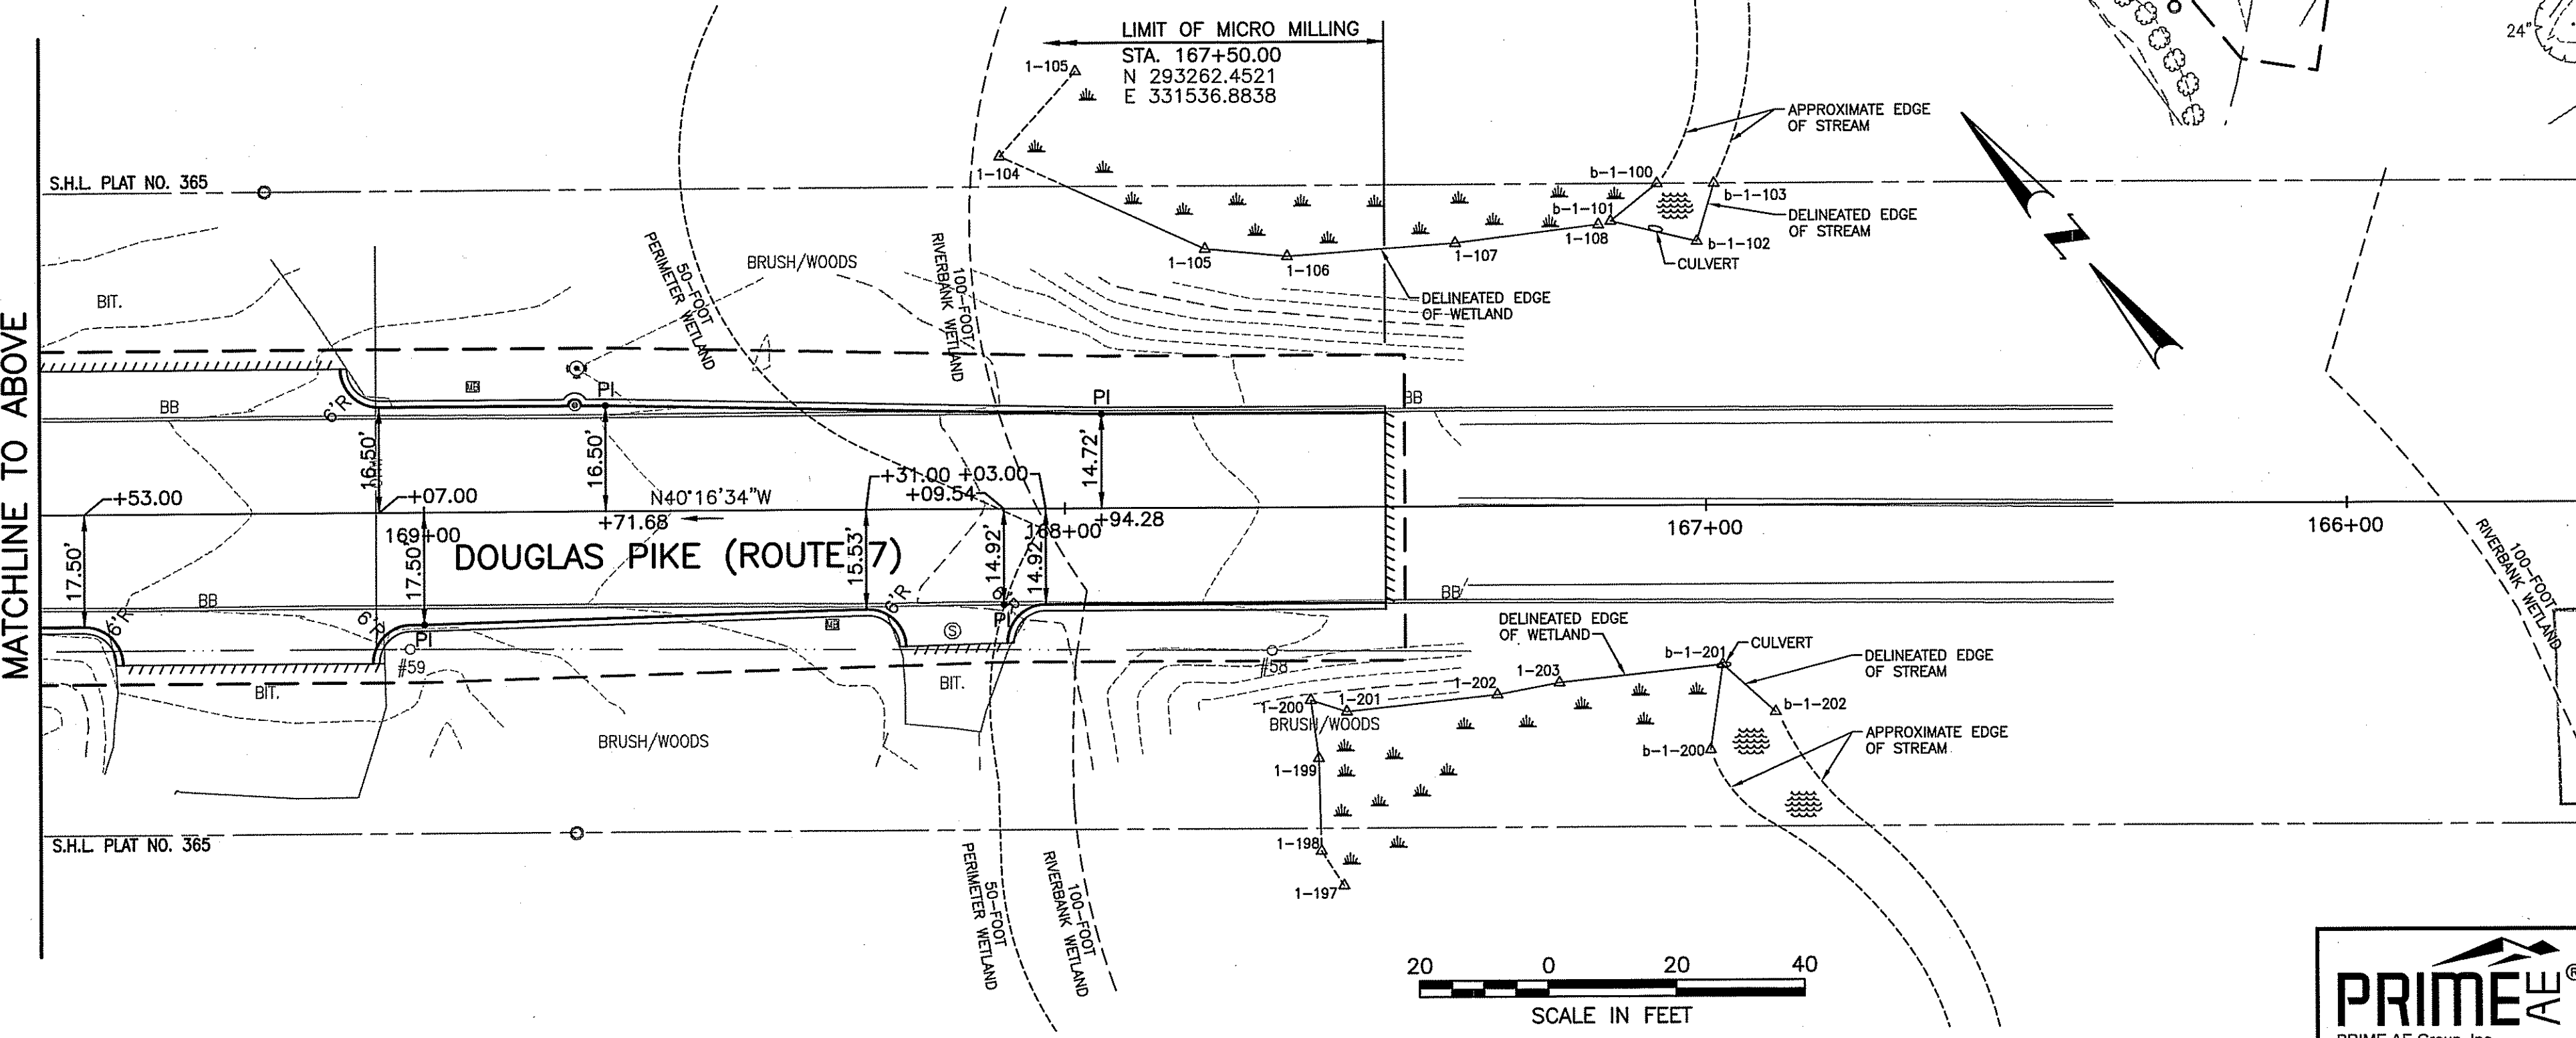 LIMIT OF MICRO MILLING
STA. 167+50.00
N 293262.4521
E 331536.8838
24"
1-105
1-104
S.H.L. PLAT NO. 365
APPROXIMATE EDGE
OF STREAM
b-1-100
b-1-103
b-1-101
DELINEATED EDGE
OF STREAM
1-108
b-1-102
CULVERT
1-107
1-105
1-106
DELINEATED EDGE
OF WETLAND
N
50-FOOT
PERIMETER WETLAND
100-FOOT/
RIVERBANK WETLAND
BRUSH/WOODS
BIT.
MATCHLINE TO ABOVE
BB
6'R
MB
PI
PI
BB
16.50'
16.50'
14.72'
+53.00
+07.00
N40°16'34"W
+31.00
+03.00
+09.54
+71.68
+94.28
169+00
168+00
167+00
166+00
DOUGLAS PIKE (ROUTE 7)
17.50'
17.50'
15.53'
14.92'
14.92'
BB
6'R
6'R
PI
6'R
MB
S
PI
BB
#59
#58
BIT.
BIT.
BRUSH/WOODS
100-FOOT
RIVERBANK WETLAND
DELINEATED EDGE
OF WETLAND
b-1-201
CULVERT
DELINEATED EDGE
OF STREAM
1-203
1-202
1-200
1-201
BRUSH/WOODS
b-1-202
b-1-200
APPROXIMATE EDGE
OF STREAM
1-199
1-198
1-197
S.H.L. PLAT NO. 365
50-FOOT
PERIMETER WETLAND
100-FOOT
RIVERBANK WETLAND
20 0 20 40
SCALE IN FEET
PRIME AE ®
PRIME AE Group, Inc.